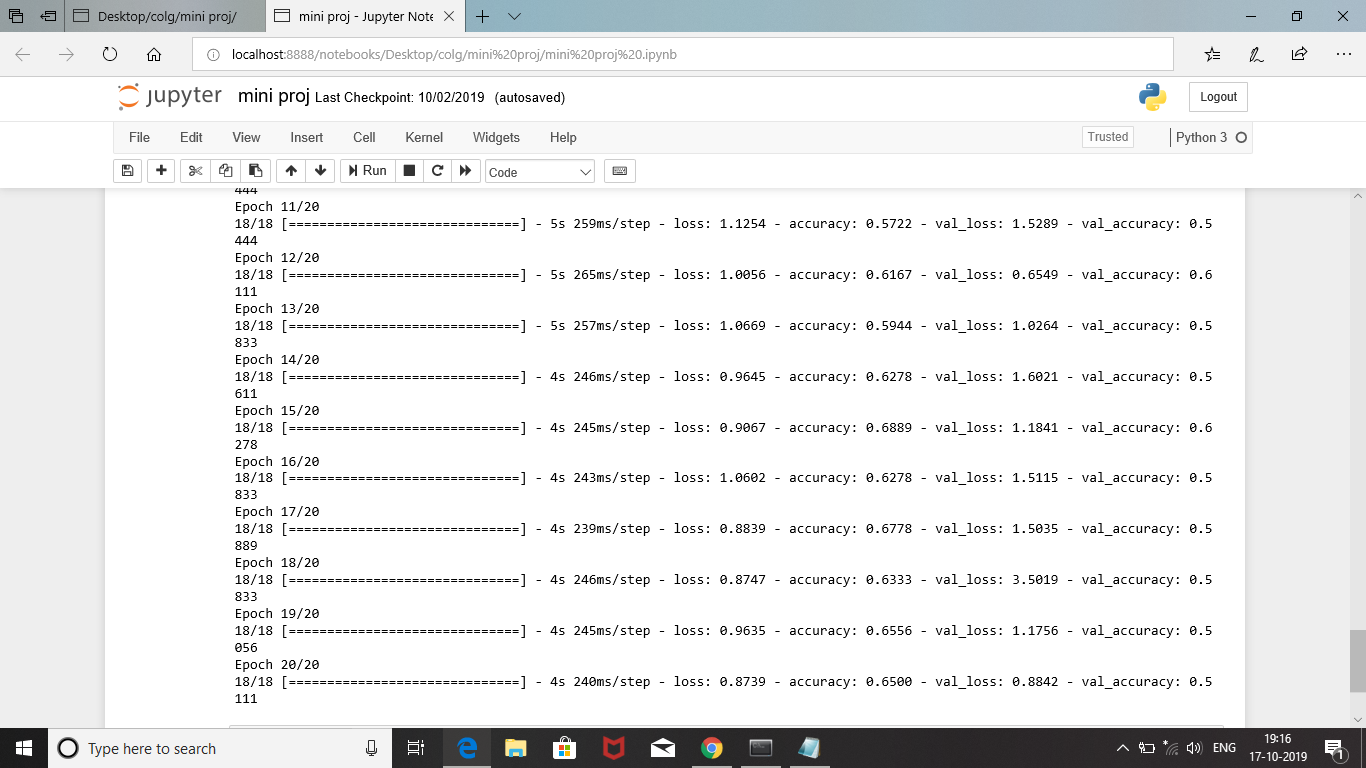 Desktop/colg/mini proj/
mini proj - Jupyter Note
localhost:8888/notebooks/Desktop/colg/mini%20proj/mini%20proj%20.ipynb
jupyter mini proj Last Checkpoint: 10/02/2019 (autosaved)
Logout
File Edit View Insert Cell Kernel Widgets Help
Trusted
Python 3
Run
Code
444
Epoch 11/20
18/18 [==============================] - 5s 259ms/step - loss: 1.1254 - accuracy: 0.5722 - val_loss: 1.5289 - val_accuracy: 0.5
444
Epoch 12/20
18/18 [==============================] - 5s 265ms/step - loss: 1.0056 - accuracy: 0.6167 - val_loss: 0.6549 - val_accuracy: 0.6
111
Epoch 13/20
18/18 [==============================] - 5s 257ms/step - loss: 1.0669 - accuracy: 0.5944 - val_loss: 1.0264 - val_accuracy: 0.5
833
Epoch 14/20
18/18 [==============================] - 4s 246ms/step - loss: 0.9645 - accuracy: 0.6278 - val_loss: 1.6021 - val_accuracy: 0.5
611
Epoch 15/20
18/18 [==============================] - 4s 245ms/step - loss: 0.9067 - accuracy: 0.6889 - val_loss: 1.1841 - val_accuracy: 0.6
278
Epoch 16/20
18/18 [==============================] - 4s 243ms/step - loss: 1.0602 - accuracy: 0.6278 - val_loss: 1.5115 - val_accuracy: 0.5
833
Epoch 17/20
18/18 [==============================] - 4s 239ms/step - loss: 0.8839 - accuracy: 0.6778 - val_loss: 1.5035 - val_accuracy: 0.5
889
Epoch 18/20
18/18 [==============================] - 4s 246ms/step - loss: 0.8747 - accuracy: 0.6333 - val_loss: 3.5019 - val_accuracy: 0.5
833
Epoch 19/20
18/18 [==============================] - 4s 245ms/step - loss: 0.9635 - accuracy: 0.6556 - val_loss: 1.1756 - val_accuracy: 0.5
056
Epoch 20/20
18/18 [==============================] - 4s 240ms/step - loss: 0.8739 - accuracy: 0.6500 - val_loss: 0.8842 - val_accuracy: 0.5
111
Type here to search
ENG
19:16
17-10-2019
1